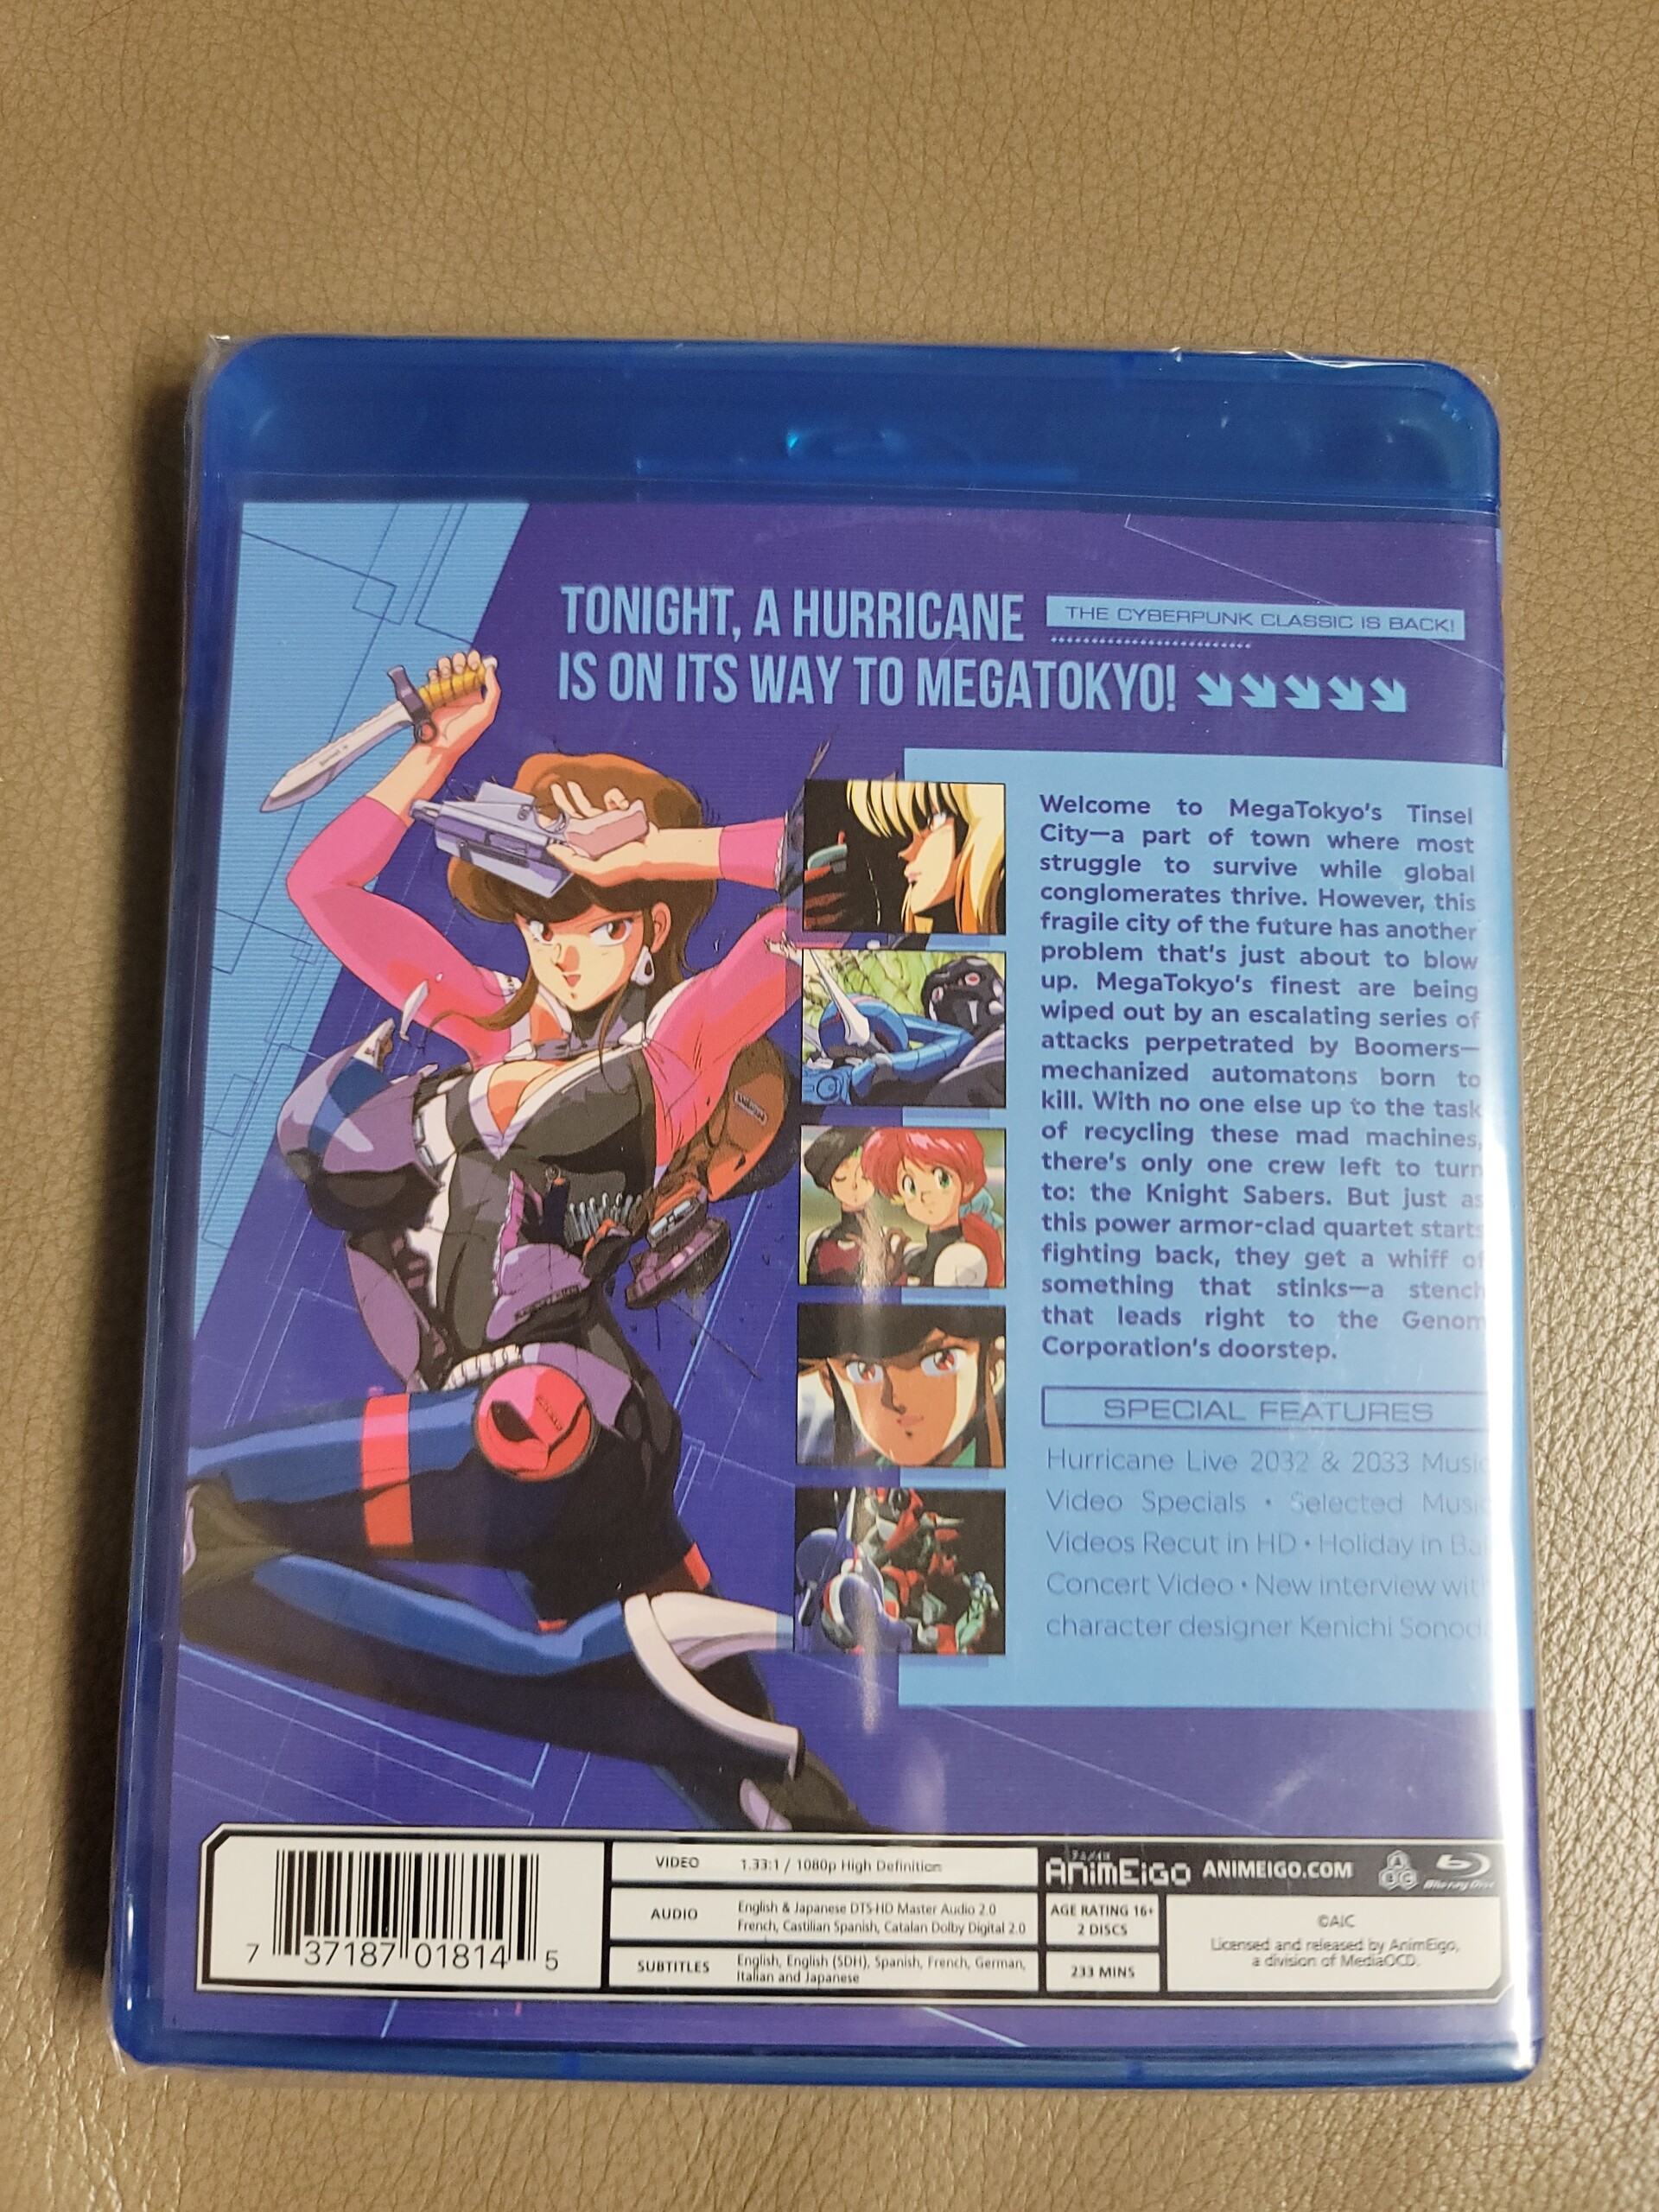 TONIGHT, A HURRICANE
IS ON ITS WAY TO MEGATOKYO!
THE CYBERPUNK CLASSIC IS BACK!
Welcome to MegaTokyo's Tinsel
City—a part of town where most
struggle to survive while global
conglomerates thrive. However, this
fragile city of the future has another
problem that's just about to blow
up. MegaTokyo's finest are being
wiped out by an escalating series of
attacks perpetrated by Boomers—
mechanized automatons born to
kill. With no one else up to the task
of recycling these mad machines,
there's only one crew left to turn
to: the Knight Sabers. But just as
this power armor-clad quartet starts
fighting back, they get a whiff of
something that stinks—a stench
that leads right to the Genom
Corporation's doorstep.
SPECIAL FEATURES
Hurricane Live 2032 & 2033 Music
Video Specials • Selected Music
Videos Recut in HD • Holiday in Bali
Concert Video • New interview with
character designer Kenichi Sonoda
7 37187 01814 5
VIDEO 1.33:1 / 1080p High Definition
AUDIO English & Japanese DTS-HD Master Audio 2.0
French, Castilian Spanish, Catalan Dolby Digital 2.0
SUBTITLES English, English (SDH), Spanish, French, German,
Italian and Japanese
AnimEigo ANIMEIGO.COM
Blu-ray Disc
AGE RATING 16+
2 DISCS
233 MINS
©AIC
Licensed and released by AnimEigo,
a division of MediaOCD.